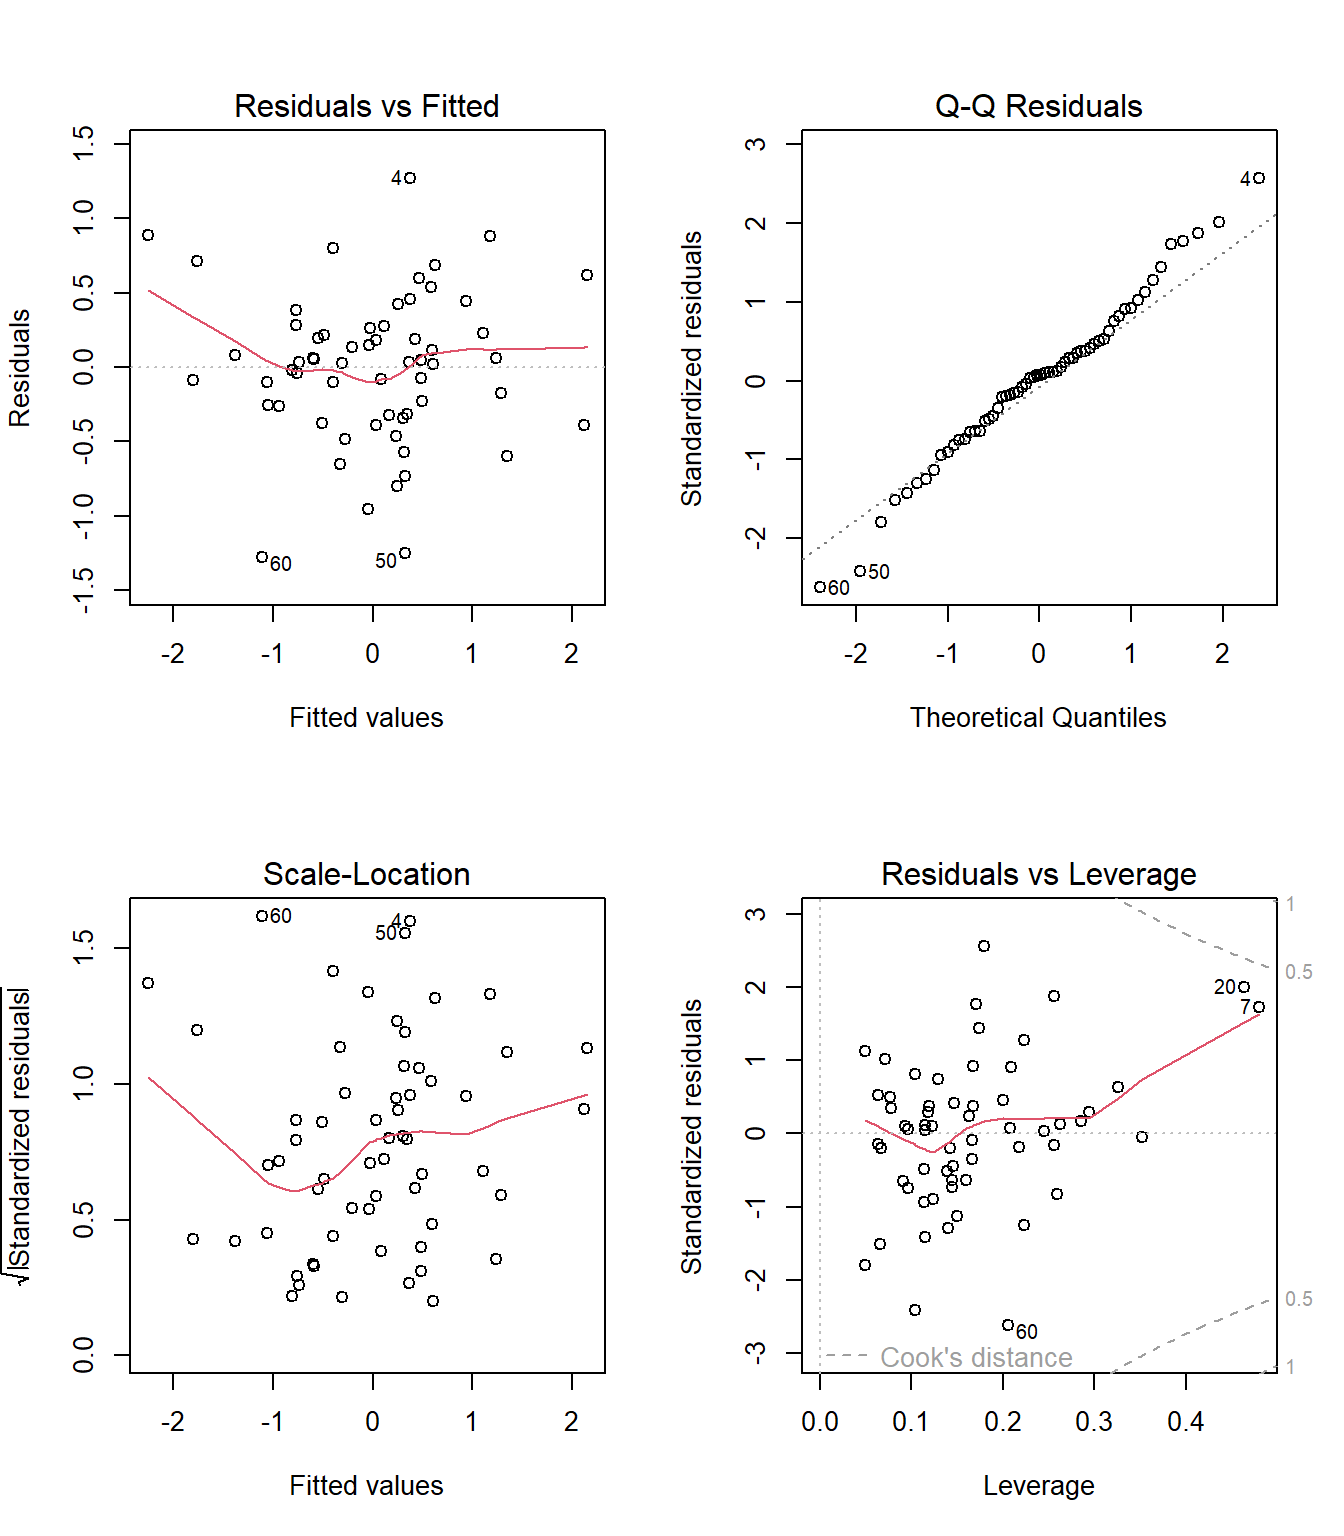 Residuals vs Fitted
Residuals
1.5
1.0
0.5
0.0
-0.5
-1.0
-1.5
4
60
50
-2 -1 0 1 2
Fitted values
Q-Q Residuals
Standardized residuals
3
2
1
0
-1
-2
4
50
60
-2 -1 0 1 2
Theoretical Quantiles
Scale-Location
√|Standardized residuals|
1.5
1.0
0.5
0.0
60
4
50
-2 -1 0 1 2
Fitted values
Residuals vs Leverage
Standardized residuals
3
2
1
0
-1
-2
-3
1
0.5
20
7
0.5
60
Cook's distance
1
0.0 0.1 0.2 0.3 0.4
Leverage